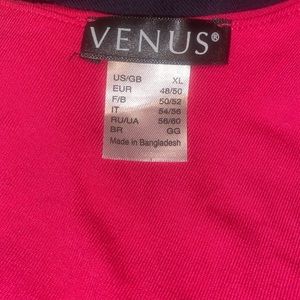 VENUS®
US/GB XL
EUR 48/50
F/B 50/52
IT 54/56
RU/UA 56/60
BR GG
Made in Bangladesh